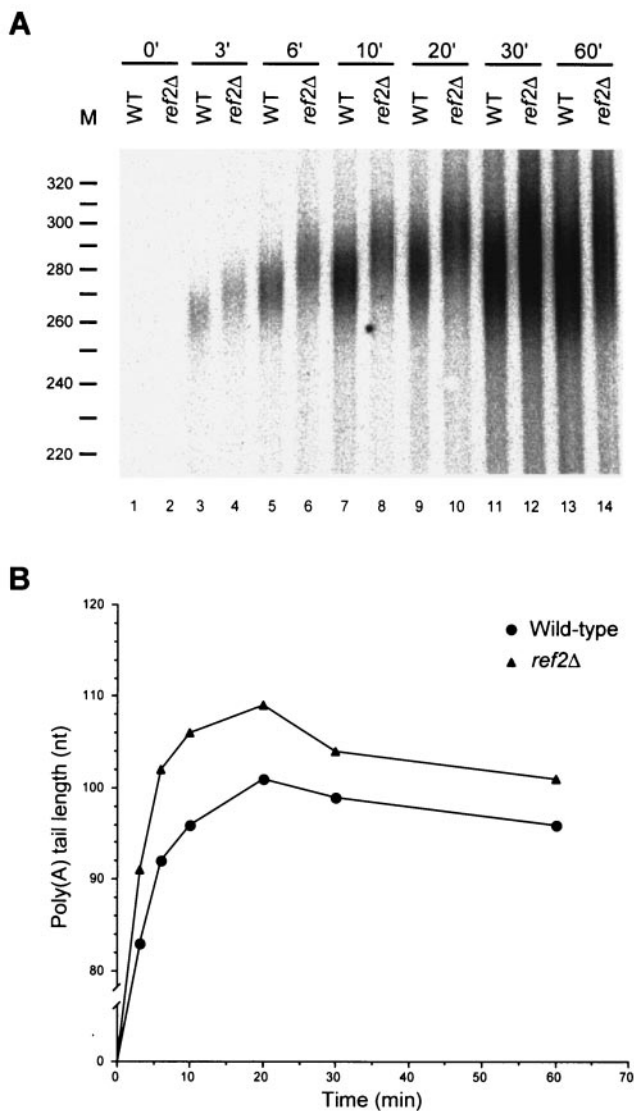 A
0' 3' 6' 10' 20' 30' 60'
M WT ref2Δ WT ref2Δ WT ref2Δ WT ref2Δ WT ref2Δ WT ref2Δ WT ref2Δ
320
300
280
260
240
220
1 2 3 4 5 6 7 8 9 10 11 12 13 14
B
120
110
100
90
80
0
Poly(A) tail length (nt)
Wild-type
ref2Δ
0 10 20 30 40 50 60 70
Time (min)